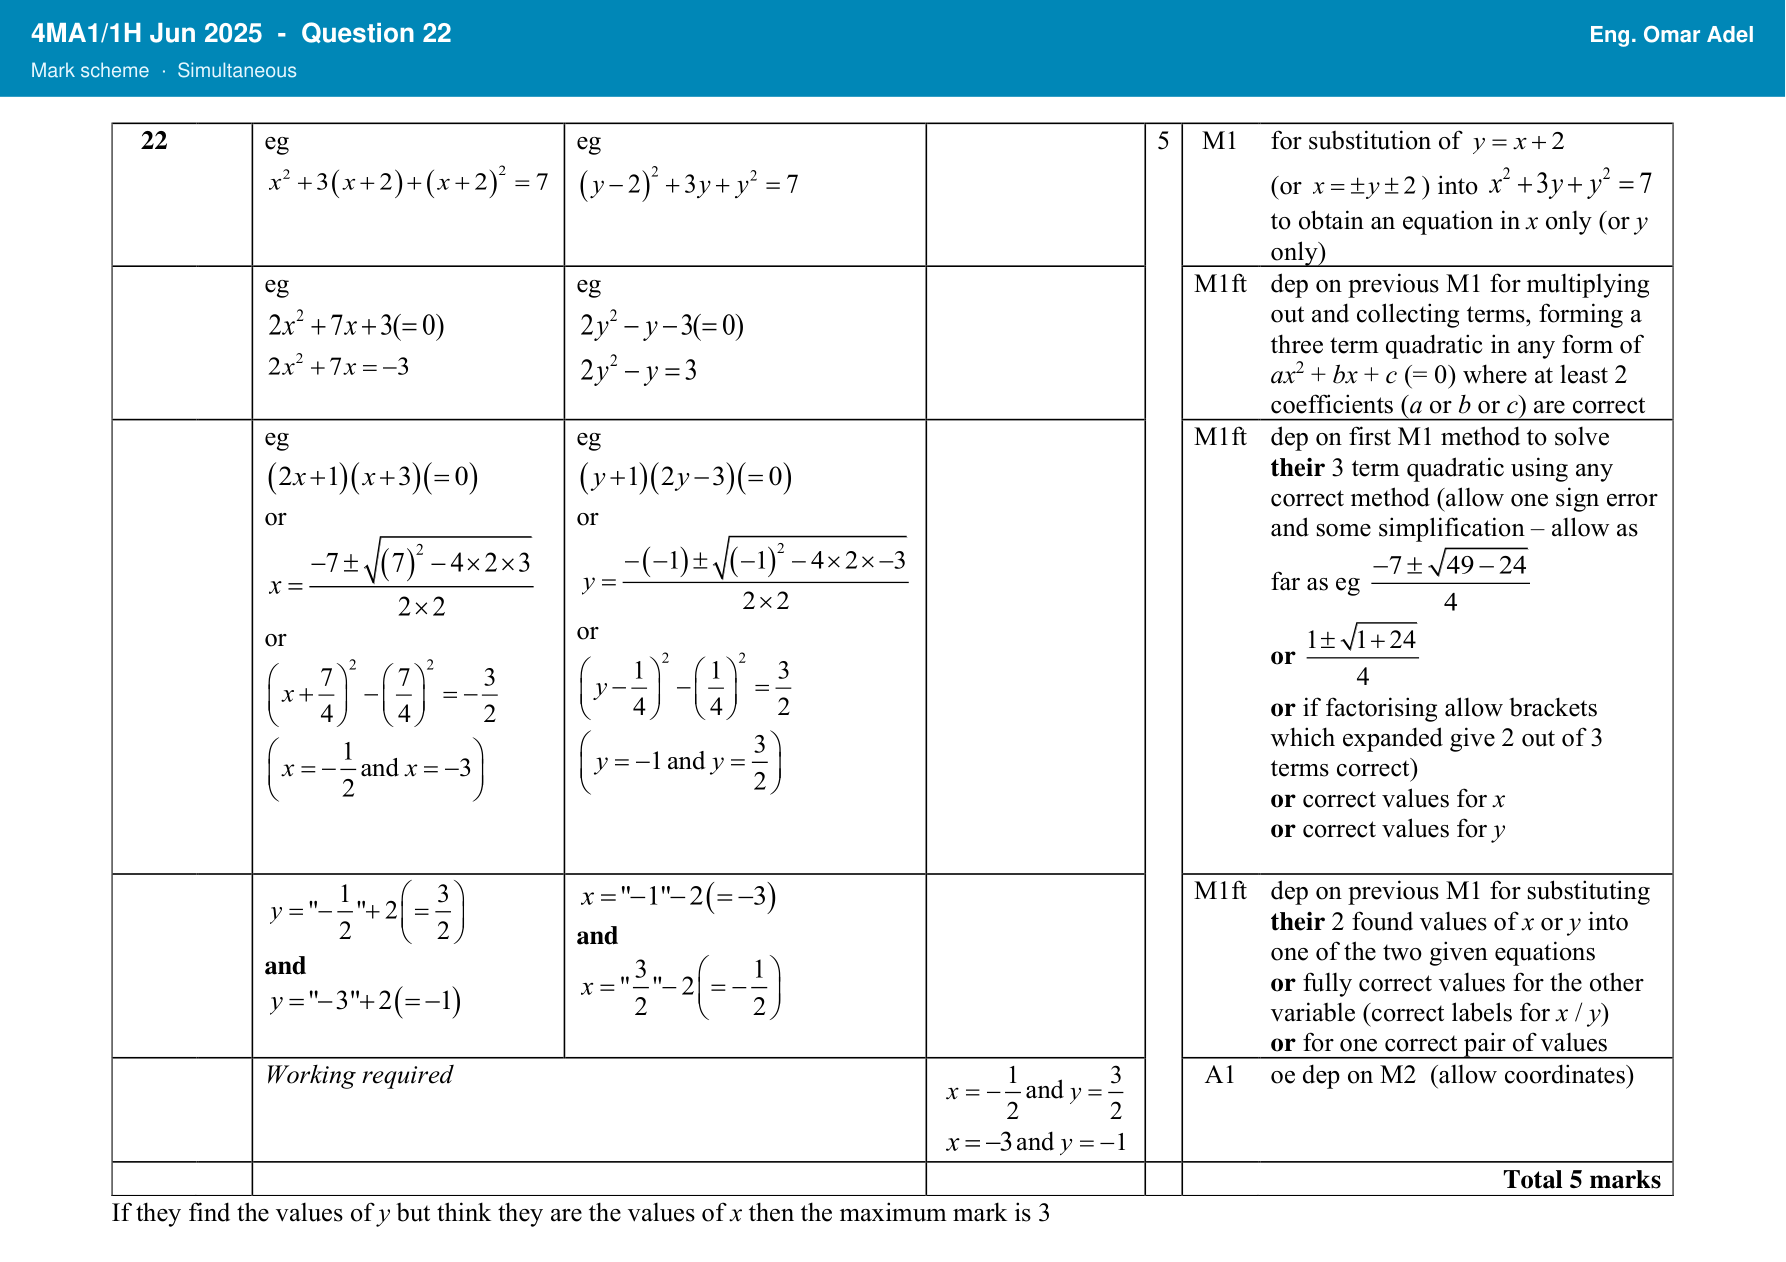 4MA1/1H Jun 2025 - Question 22
Eng. Omar Adel
Mark scheme · Simultaneous
22
eg
x² + 3(x + 2) + (x + 2)² = 7
eg
(y − 2)² + 3y + y² = 7
5
M1
for substitution of y = x + 2
(or x = ±y ± 2 ) into x² + 3y + y² = 7
to obtain an equation in x only (or y
only)
eg
2x² + 7x + 3(= 0)
2x² + 7x = −3
eg
2y² − y − 3(= 0)
2y² − y = 3
M1ft
dep on previous M1 for multiplying
out and collecting terms, forming a
three term quadratic in any form of
ax² + bx + c (= 0) where at least 2
coefficients (a or b or c) are correct
eg
(2x + 1)(x + 3)(= 0)
or
x = (−7 ± √((7)² − 4 × 2 × 3)) / (2 × 2)
or
(x + 7/4)² − (7/4)² = −3/2
(x = −1/2 and x = −3)
eg
(y + 1)(2y − 3)(= 0)
or
y = (−(−1) ± √((−1)² − 4 × 2 × −3)) / (2 × 2)
or
(y − 1/4)² − (1/4)² = 3/2
(y = −1 and y = 3/2)
M1ft
dep on first M1 method to solve
their 3 term quadratic using any
correct method (allow one sign error
and some simplification – allow as
far as eg (−7 ± √(49 − 24)) / 4
or (1 ± √(1 + 24)) / 4
or if factorising allow brackets
which expanded give 2 out of 3
terms correct)
or correct values for x
or correct values for y
y = "−1/2" + 2(= 3/2)
and
y = "−3" + 2(= −1)
x = "−1" − 2(= −3)
and
x = "3/2" − 2(= −1/2)
M1ft
dep on previous M1 for substituting
their 2 found values of x or y into
one of the two given equations
or fully correct values for the other
variable (correct labels for x / y)
or for one correct pair of values
Working required
x = −1/2 and y = 3/2
x = −3 and y = −1
A1
oe dep on M2 (allow coordinates)
Total 5 marks
If they find the values of y but think they are the values of x then the maximum mark is 3